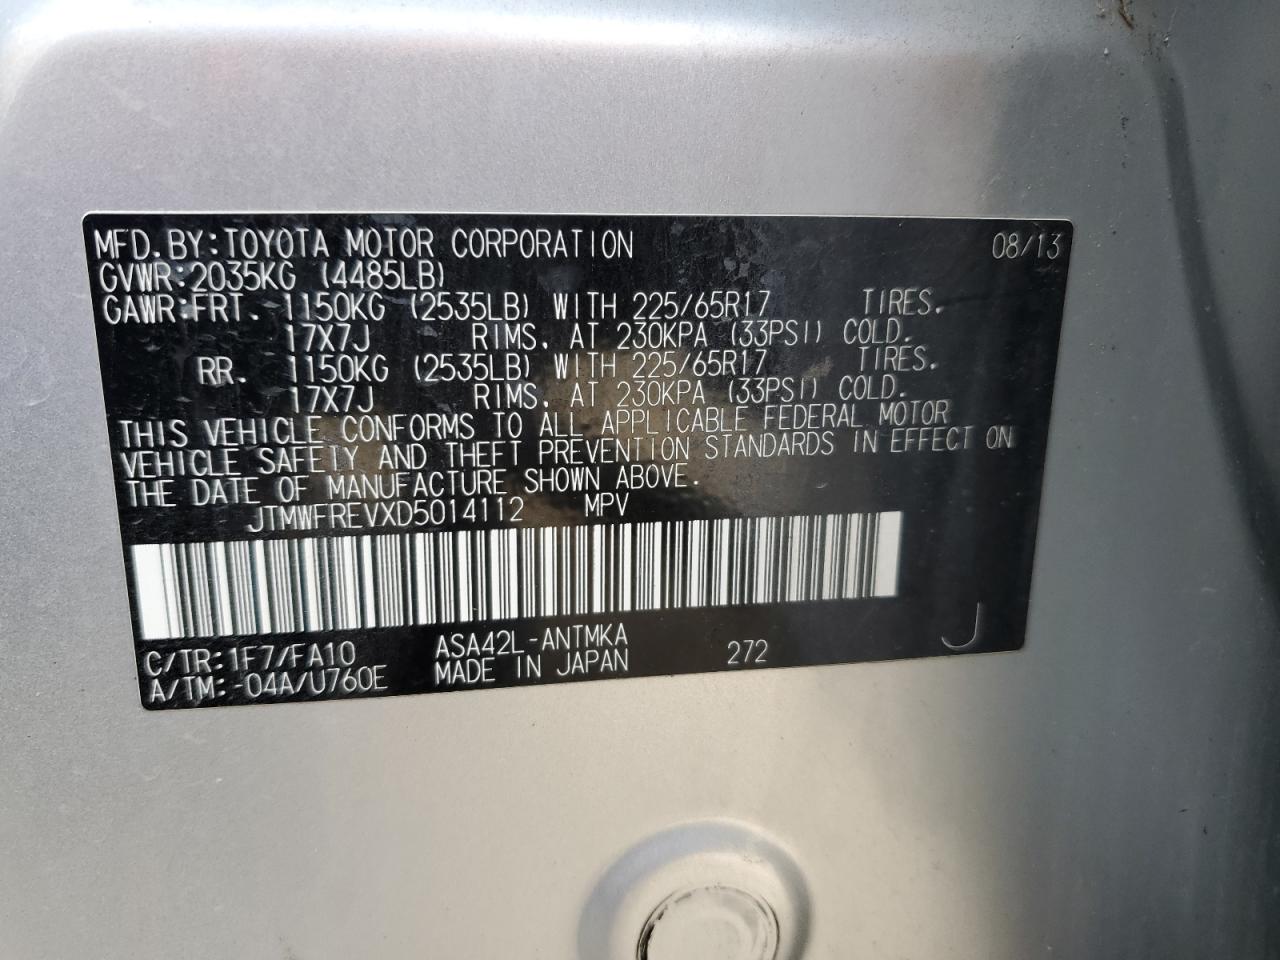 MFD.BY:TOYOTA MOTOR CORPORATION 08/13
GVWR:2035KG (4485LB)
GAWR:FRT. 1150KG (2535LB) WITH 225/65R17 TIRES.
17X7J RIMS. AT 230KPA (33PSI) COLD.
RR. 1150KG (2535LB) WITH 225/65R17 TIRES.
17X7J RIMS. AT 230KPA (33PSI) COLD.
THIS VEHICLE CONFORMS TO ALL APPLICABLE FEDERAL MOTOR
VEHICLE SAFETY AND THEFT PREVENTION STANDARDS IN EFFECT ON
THE DATE OF MANUFACTURE SHOWN ABOVE.
JTMWFREVXD5014112 MPV
C/TR:1F7/FA10 ASA42L-ANTMKA 272 J
A/TM:-04A/U760E MADE IN JAPAN